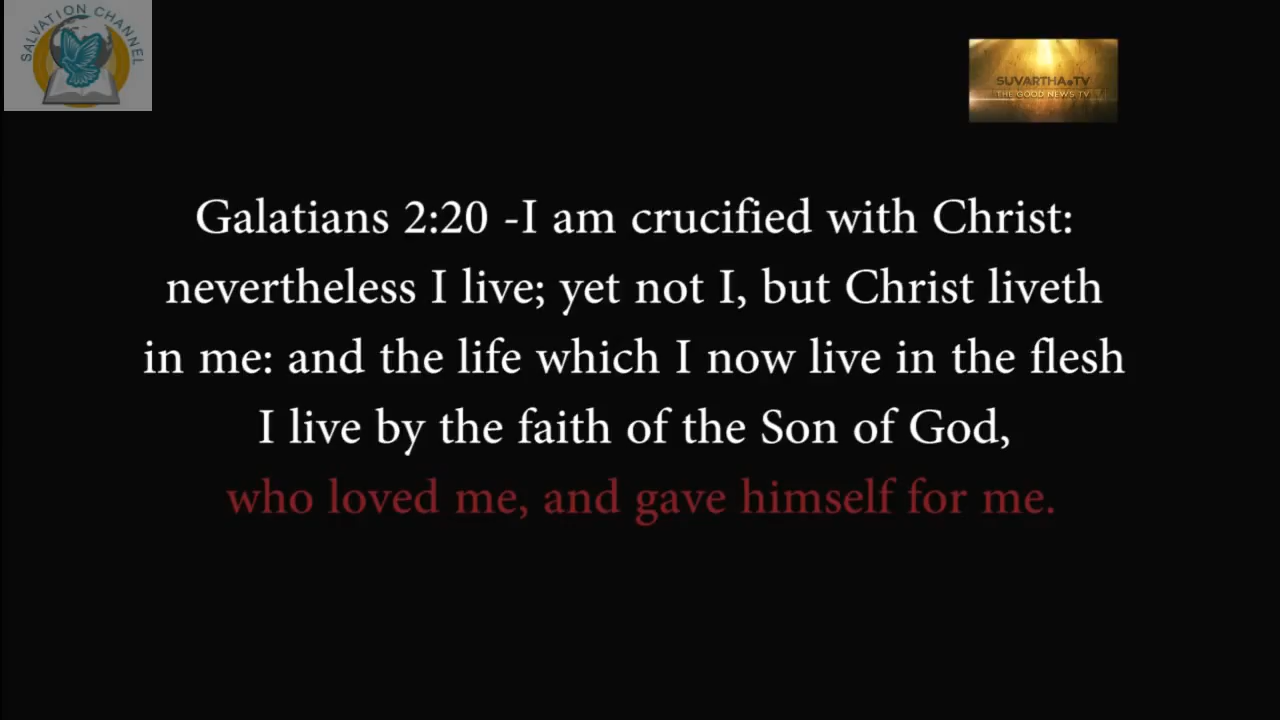 SALVATION CHANNEL
SUVARTHA.TV
THE GOOD NEWS TV
Galatians 2:20 -I am crucified with Christ:
nevertheless I live; yet not I, but Christ liveth
in me: and the life which I now live in the flesh
I live by the faith of the Son of God,
who loved me, and gave himself for me.